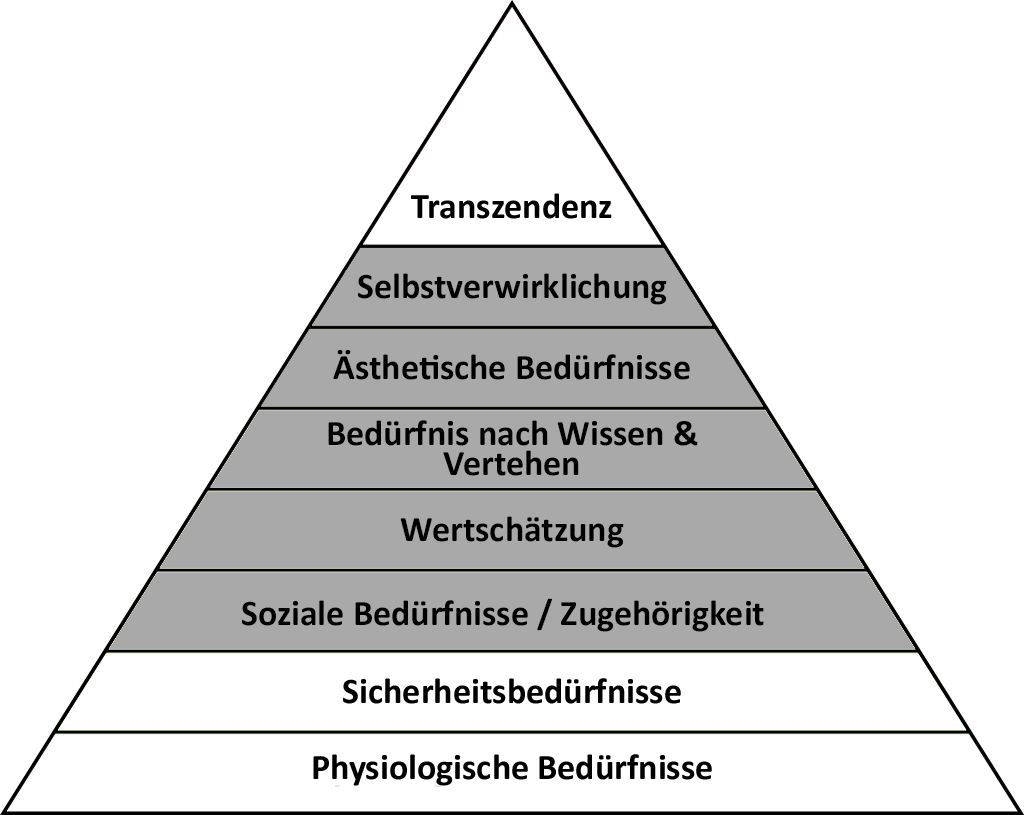 Transzendenz
Selbstverwirklichung
Ästhetische Bedürfnisse
Bedürfnis nach Wissen &
Vertehen
Wertschätzung
Soziale Bedürfnisse / Zugehörigkeit
Sicherheitsbedürfnisse
Physiologische Bedürfnisse